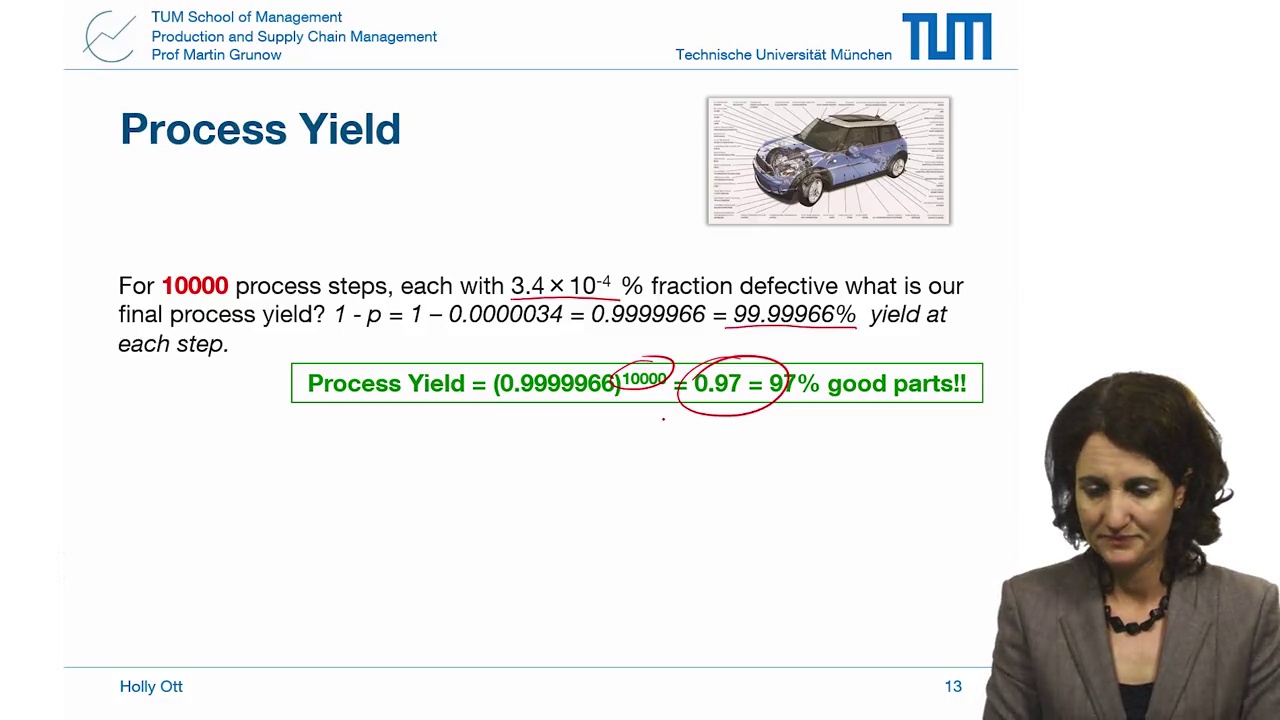 TUM School of Management
Production and Supply Chain Management
Prof Martin Grunow
Technische Universität München
TUM
Process Yield
For 10000 process steps, each with 3.4 × 10-4 % fraction defective what is our
final process yield? 1 - p = 1 – 0.0000034 = 0.9999966 = 99.99966% yield at
each step.
Process Yield = (0.9999966)10000 = 0.97 = 97% good parts!!
Holly Ott
13